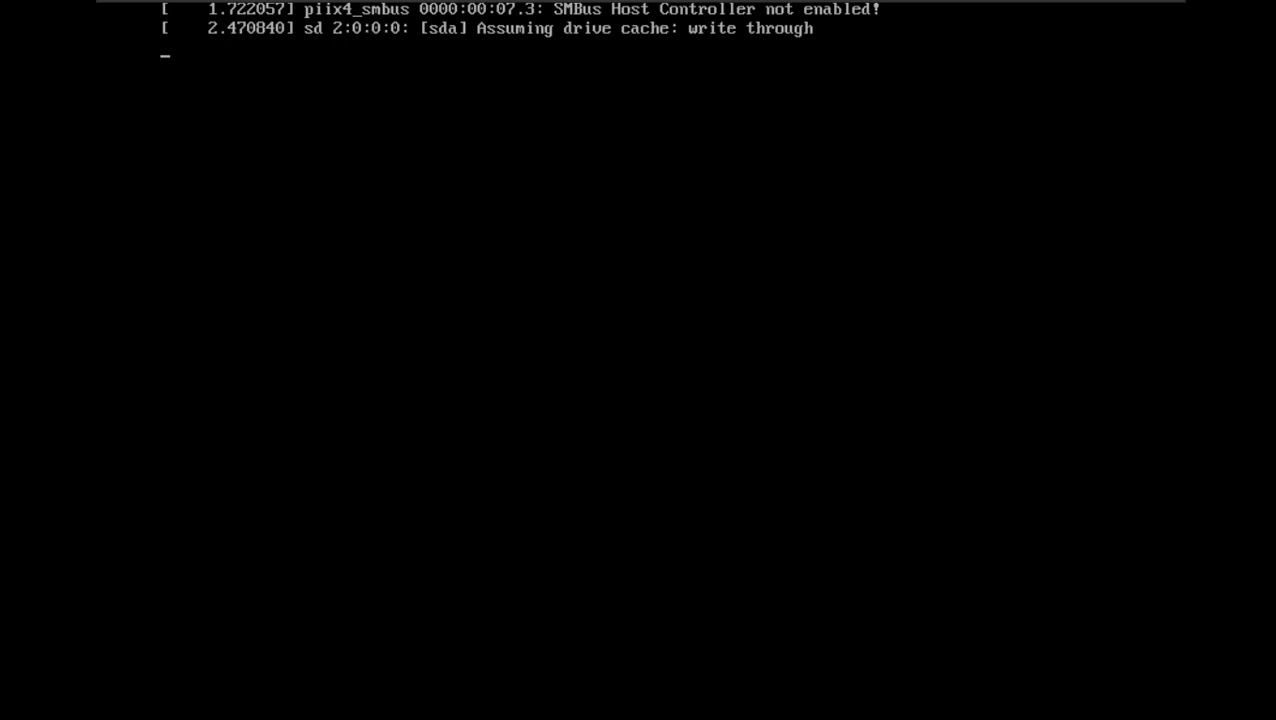 [    1.722057] piix4_smbus 0000:00:07.3: SMBus Host Controller not enabled!
[    2.470840] sd 2:0:0:0: [sda] Assuming drive cache: write through
_